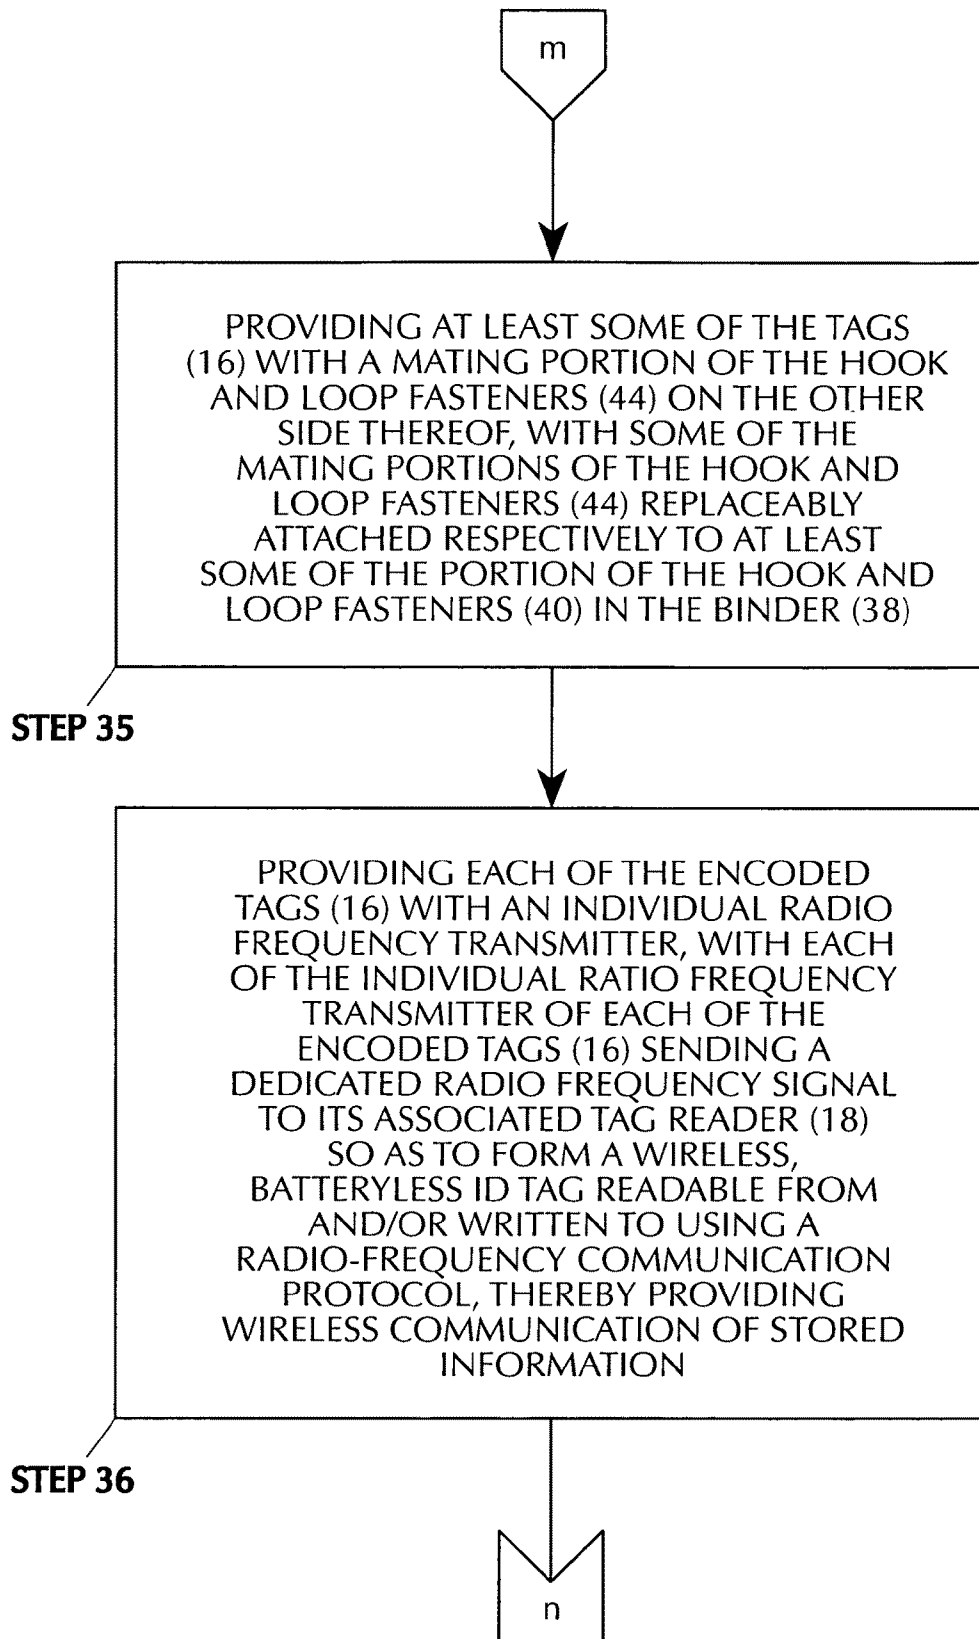 m
PROVIDING AT LEAST SOME OF THE TAGS
(16) WITH A MATING PORTION OF THE HOOK
AND LOOP FASTENERS (44) ON THE OTHER
SIDE THEREOF, WITH SOME OF THE
MATING PORTIONS OF THE HOOK AND
LOOP FASTENERS (44) REPLACEABLY
ATTACHED RESPECTIVELY TO AT LEAST
SOME OF THE PORTION OF THE HOOK AND
LOOP FASTENERS (40) IN THE BINDER (38)
STEP 35
PROVIDING EACH OF THE ENCODED
TAGS (16) WITH AN INDIVIDUAL RADIO
FREQUENCY TRANSMITTER, WITH EACH
OF THE INDIVIDUAL RATIO FREQUENCY
TRANSMITTER OF EACH OF THE
ENCODED TAGS (16) SENDING A
DEDICATED RADIO FREQUENCY SIGNAL
TO ITS ASSOCIATED TAG READER (18)
SO AS TO FORM A WIRELESS,
BATTERYLESS ID TAG READABLE FROM
AND/OR WRITTEN TO USING A
RADIO-FREQUENCY COMMUNICATION
PROTOCOL, THEREBY PROVIDING
WIRELESS COMMUNICATION OF STORED
INFORMATION
STEP 36
n